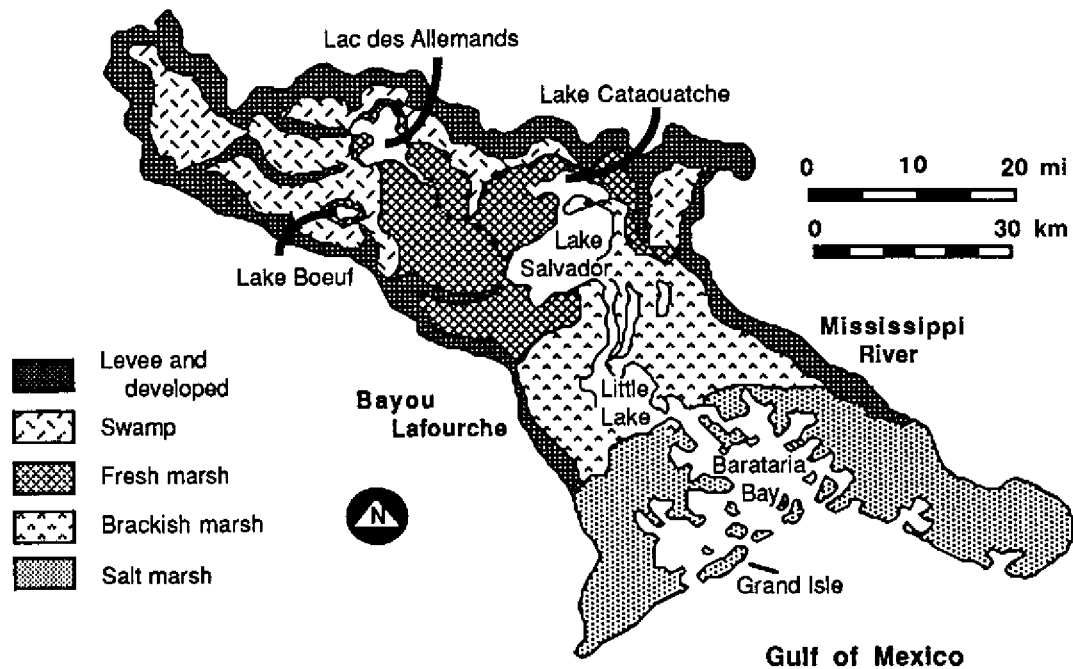 Lac des Allemands
Lake Cataouatche
0 10 20 mi
0 30 km
Lake
Salvador
Lake Boeuf
Mississippi
River
Levee and
developed
Swamp
Fresh marsh
Brackish marsh
Salt marsh
Bayou
Lafourche
Little
Lake
Barataria
Bay
N
Grand Isle
Gulf of Mexico